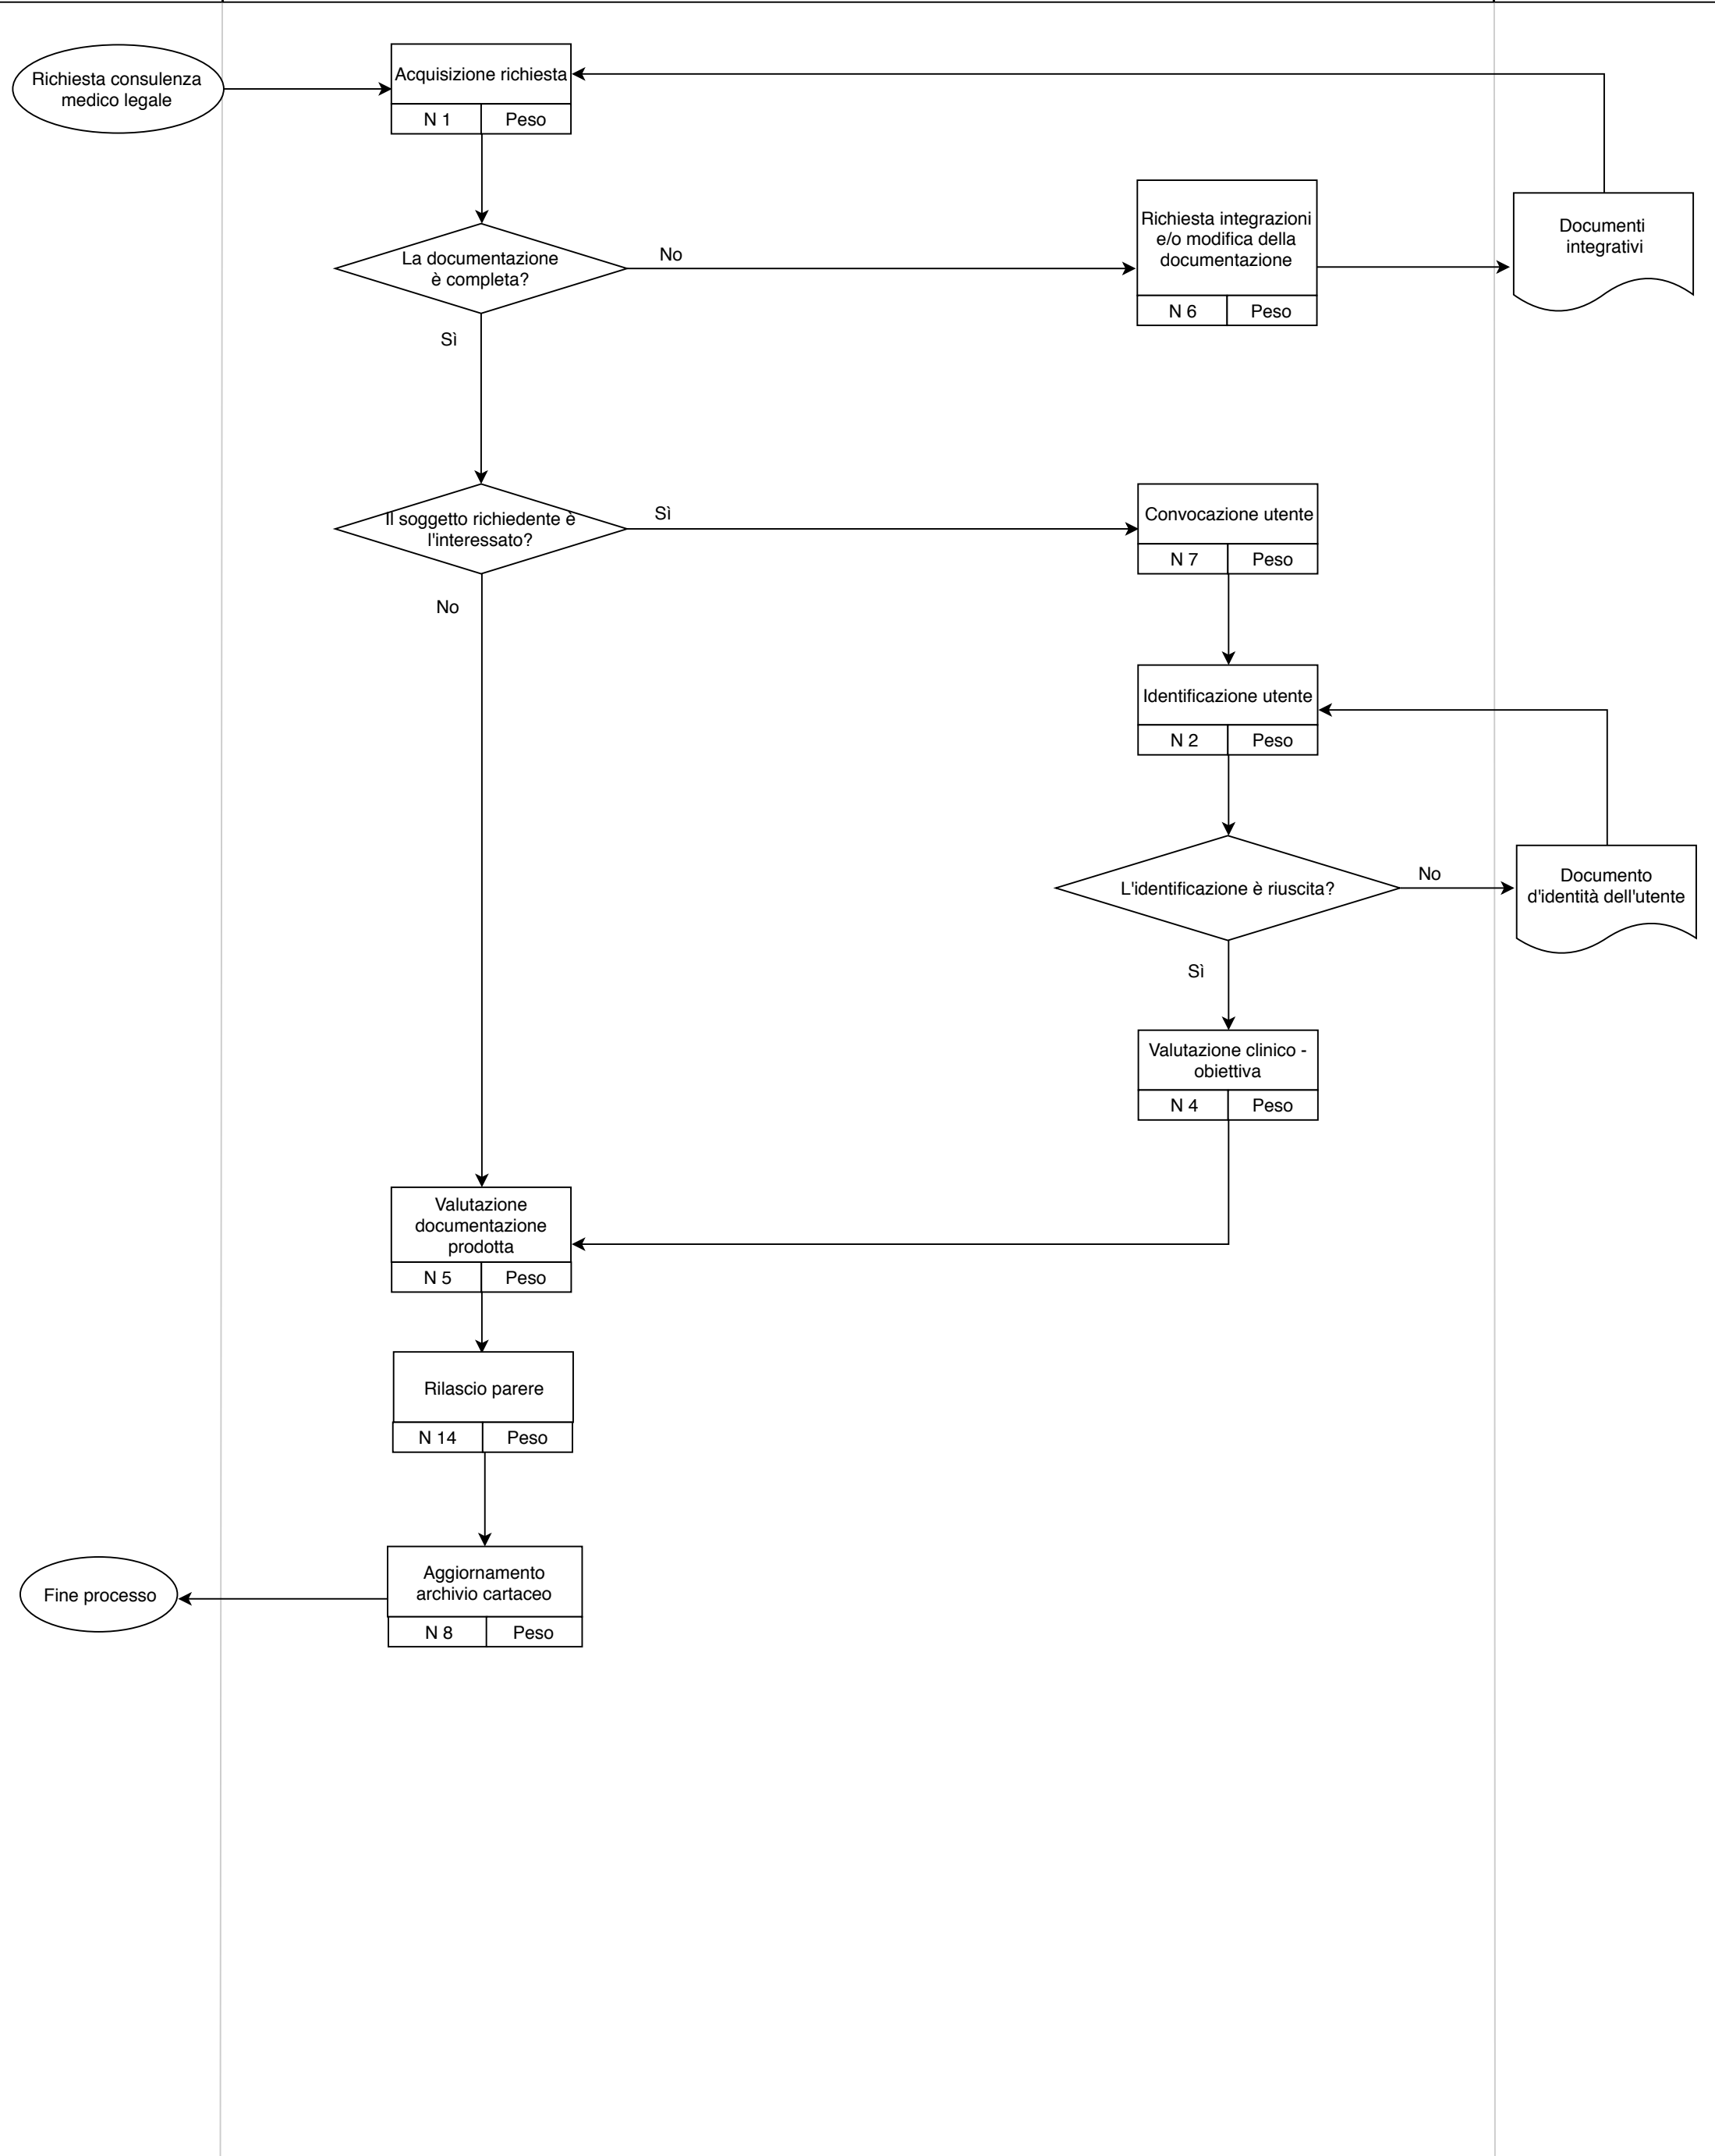 Richiesta consulenza
medico legale
Acquisizione richiesta
N 1
Peso
La documentazione
è completa?
No
Sì
Richiesta integrazioni
e/o modifica della
documentazione
N 6
Peso
Documenti
integrativi
Il soggetto richiedente è
l'interessato?
Sì
No
Convocazione utente
N 7
Peso
Identificazione utente
N 2
Peso
L'identificazione è riuscita?
No
Sì
Documento
d'identità dell'utente
Valutazione clinico -
obiettiva
N 4
Peso
Valutazione
documentazione
prodotta
N 5
Peso
Rilascio parere
N 14
Peso
Aggiornamento
archivio cartaceo
N 8
Peso
Fine processo